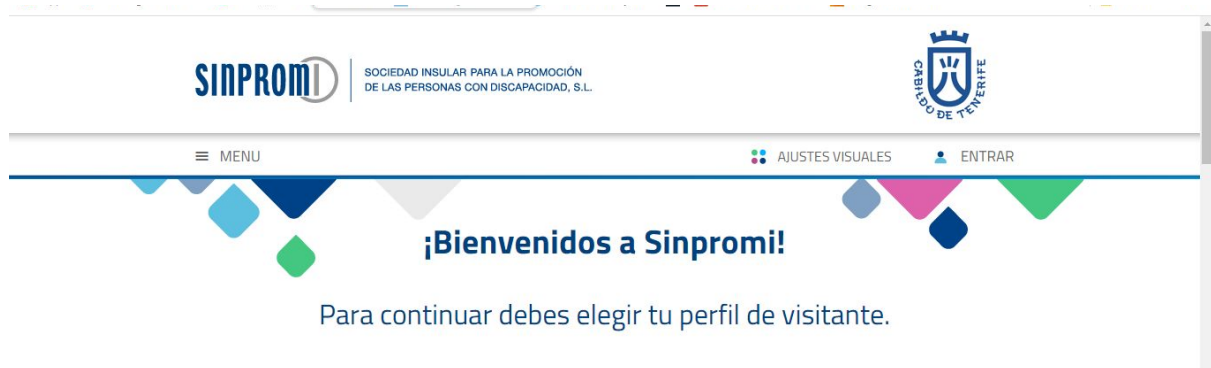 SINPROMI
SOCIEDAD INSULAR PARA LA PROMOCIÓN
DE LAS PERSONAS CON DISCAPACIDAD, S.L.
CABILDO DE TENERIFE
MENU
AJUSTES VISUALES
ENTRAR
¡Bienvenidos a Sinpromi!
Para continuar debes elegir tu perfil de visitante.